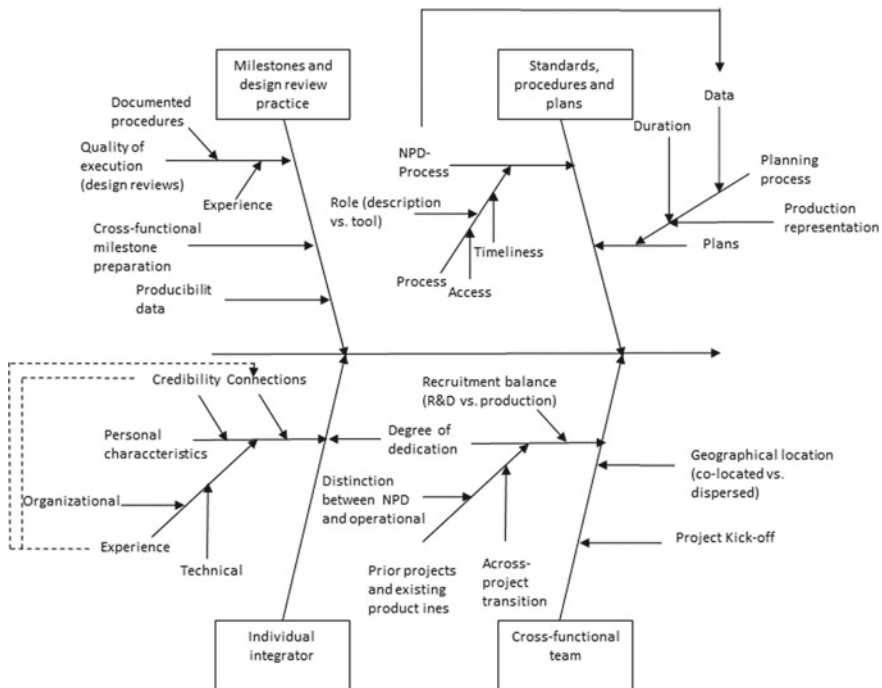 Milestones and
design review
practice
Standards,
procedures and
plans
Documented
procedures
Quality of
execution
(design reviews)
Experience
Cross-functional
milestone
preparation
Producibilit
data
NPD-
Process
Role (description
vs. tool)
Timeliness
Process
Access
Duration
Data
Planning
process
Production
representation
Plans
Credibility
Connections
Personal
characcteristics
Organizational
Experience
Technical
Degree of
dedication
Recruitment balance
(R&D vs. production)
Distinction
between NPD
and operational
Prior projects
and existing
product ines
Across-
project
transition
Geographical location
(co-located vs.
dispersed)
Project Kick-off
Individual
integrator
Cross-functional
team